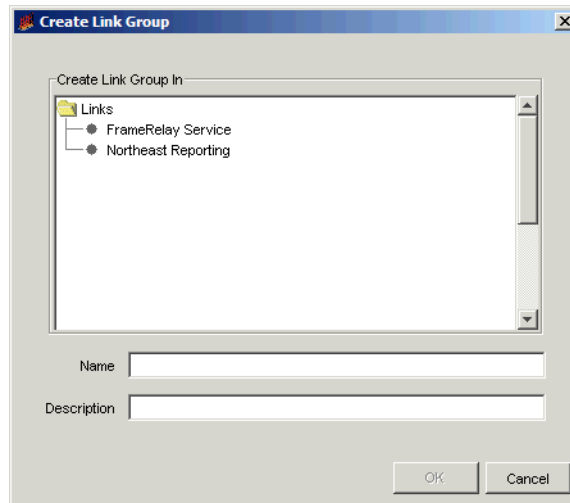 Create Link Group
Create Link Group In
Links
FrameRelay Service
Northeast Reporting
Name
Description
OK
Cancel